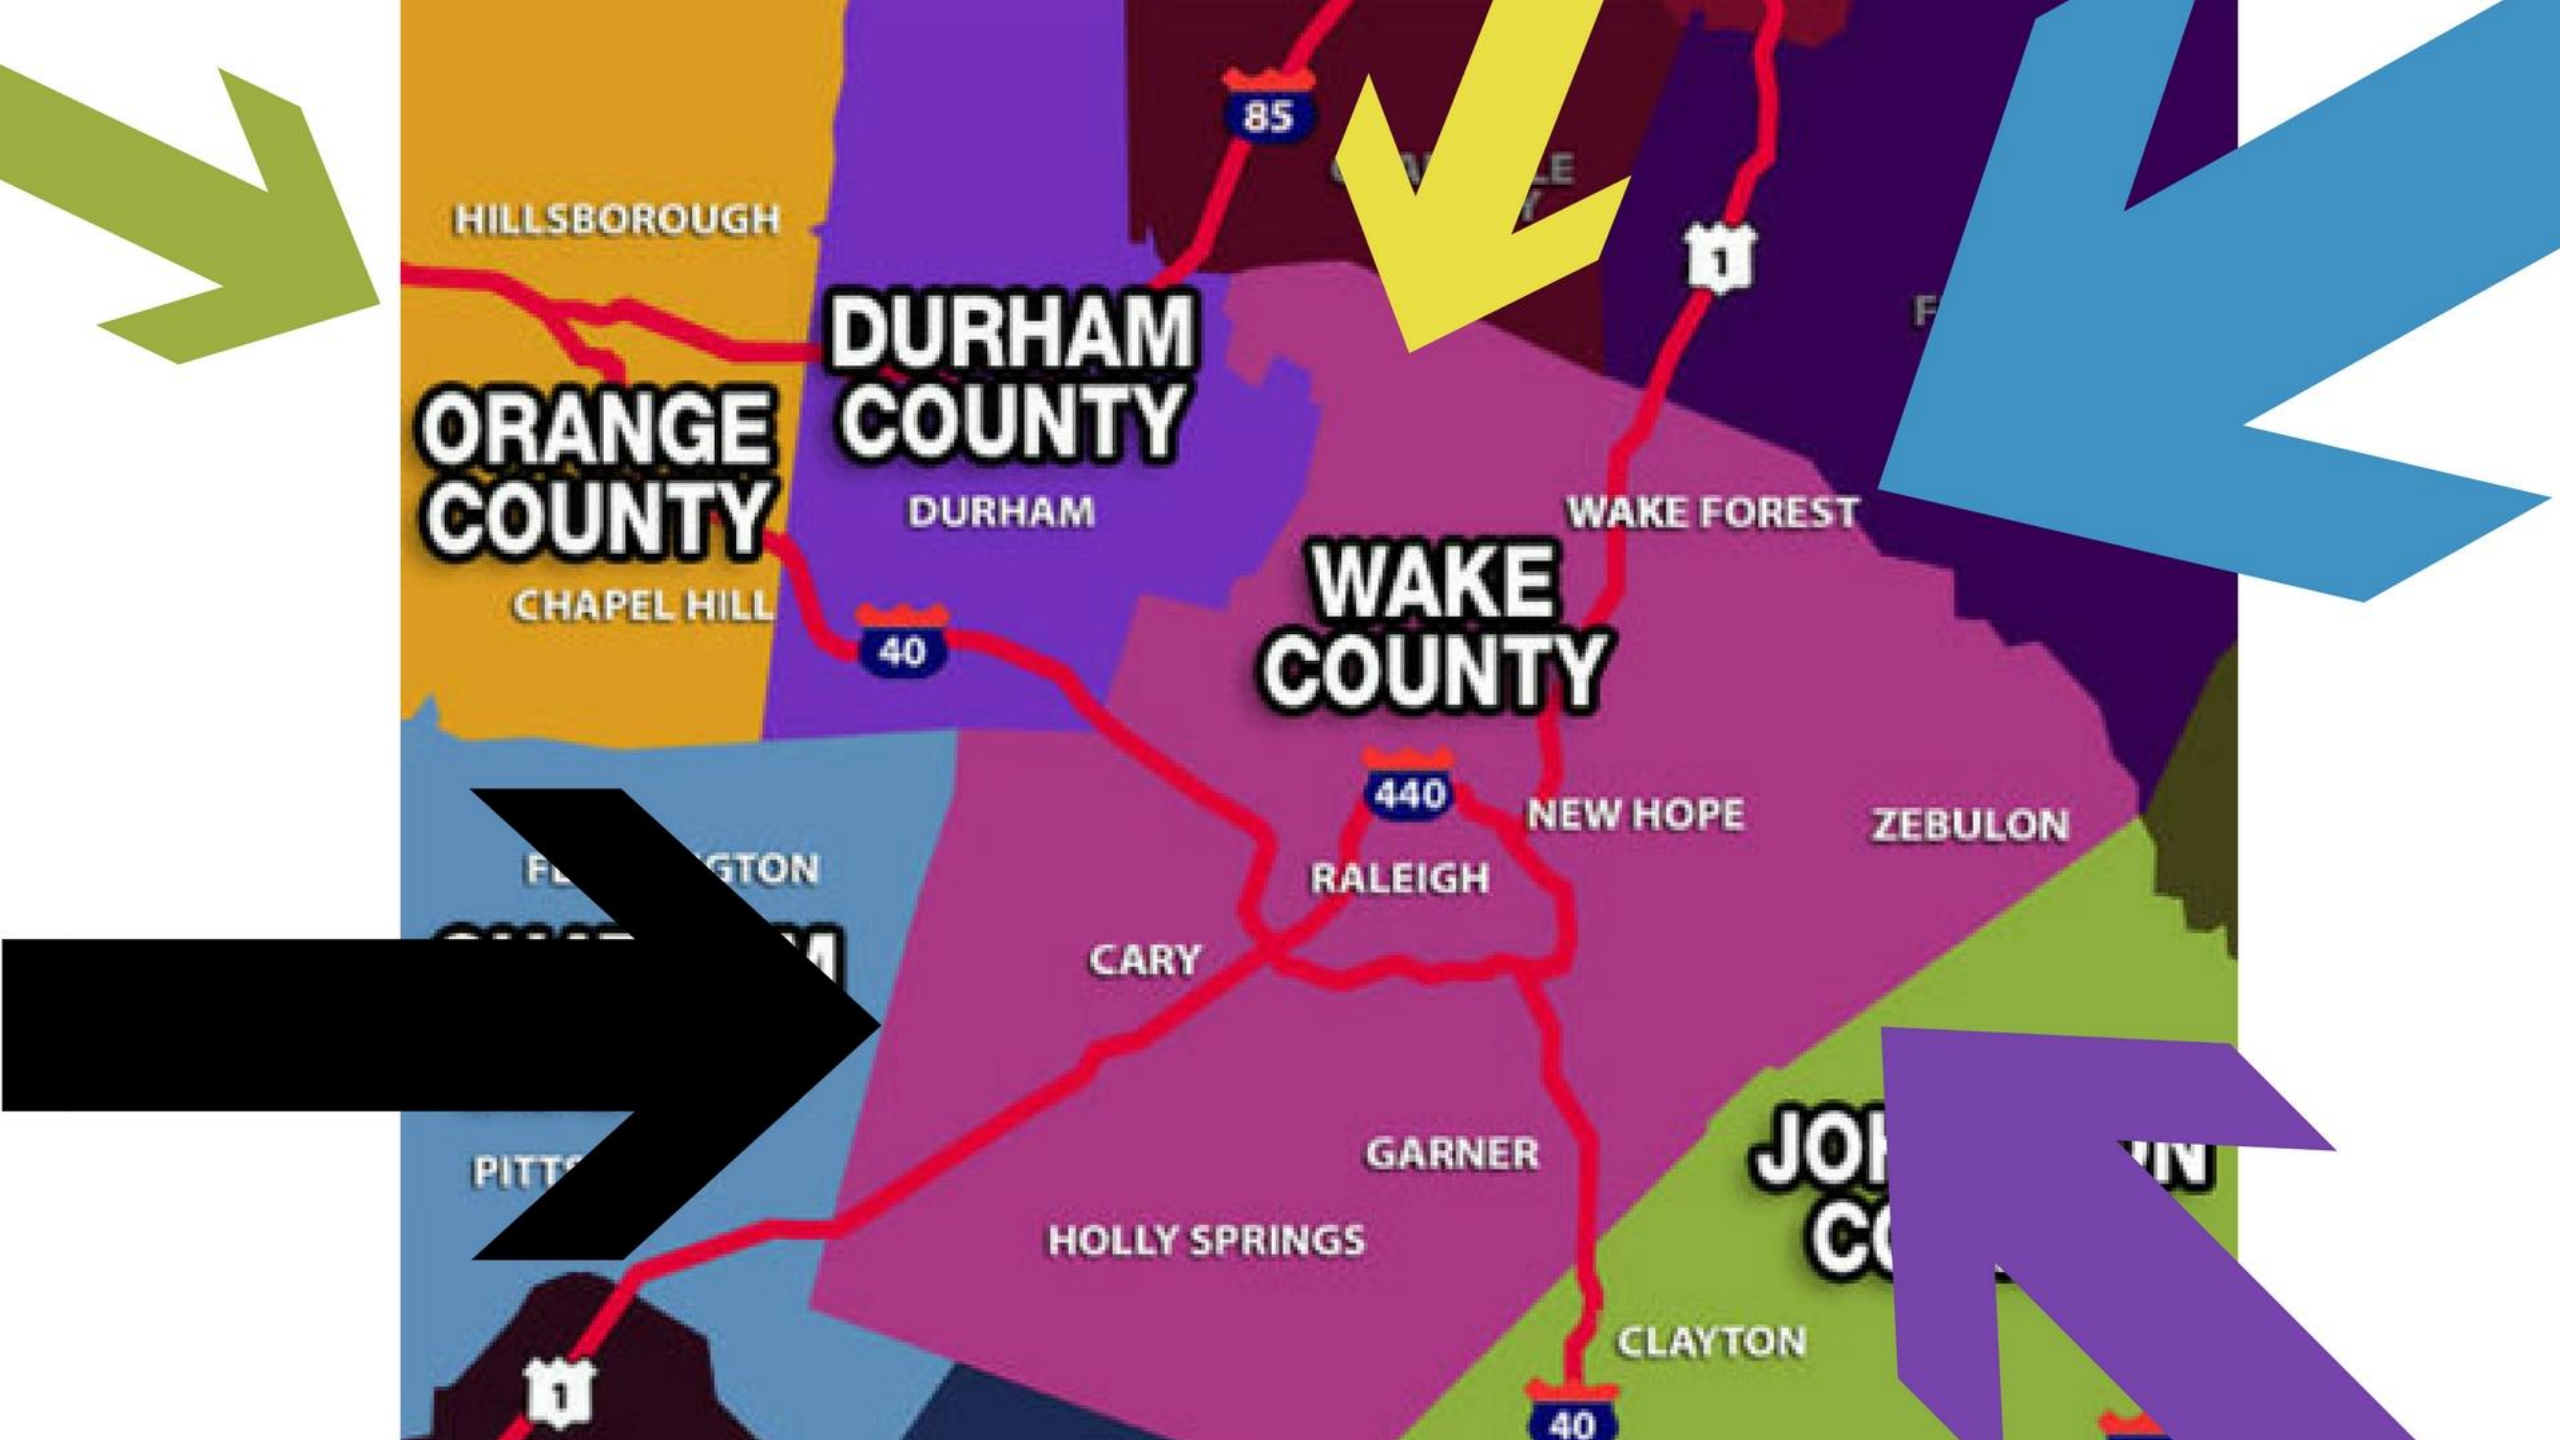 85
HILLSBOROUGH
1
DURHAM
COUNTY
ORANGE
COUNTY
DURHAM
WAKE FOREST
WAKE
COUNTY
CHAPEL HILL
40
440
NEW HOPE
ZEBULON
RALEIGH
CARY
GARNER
HOLLY SPRINGS
CLAYTON
1
40